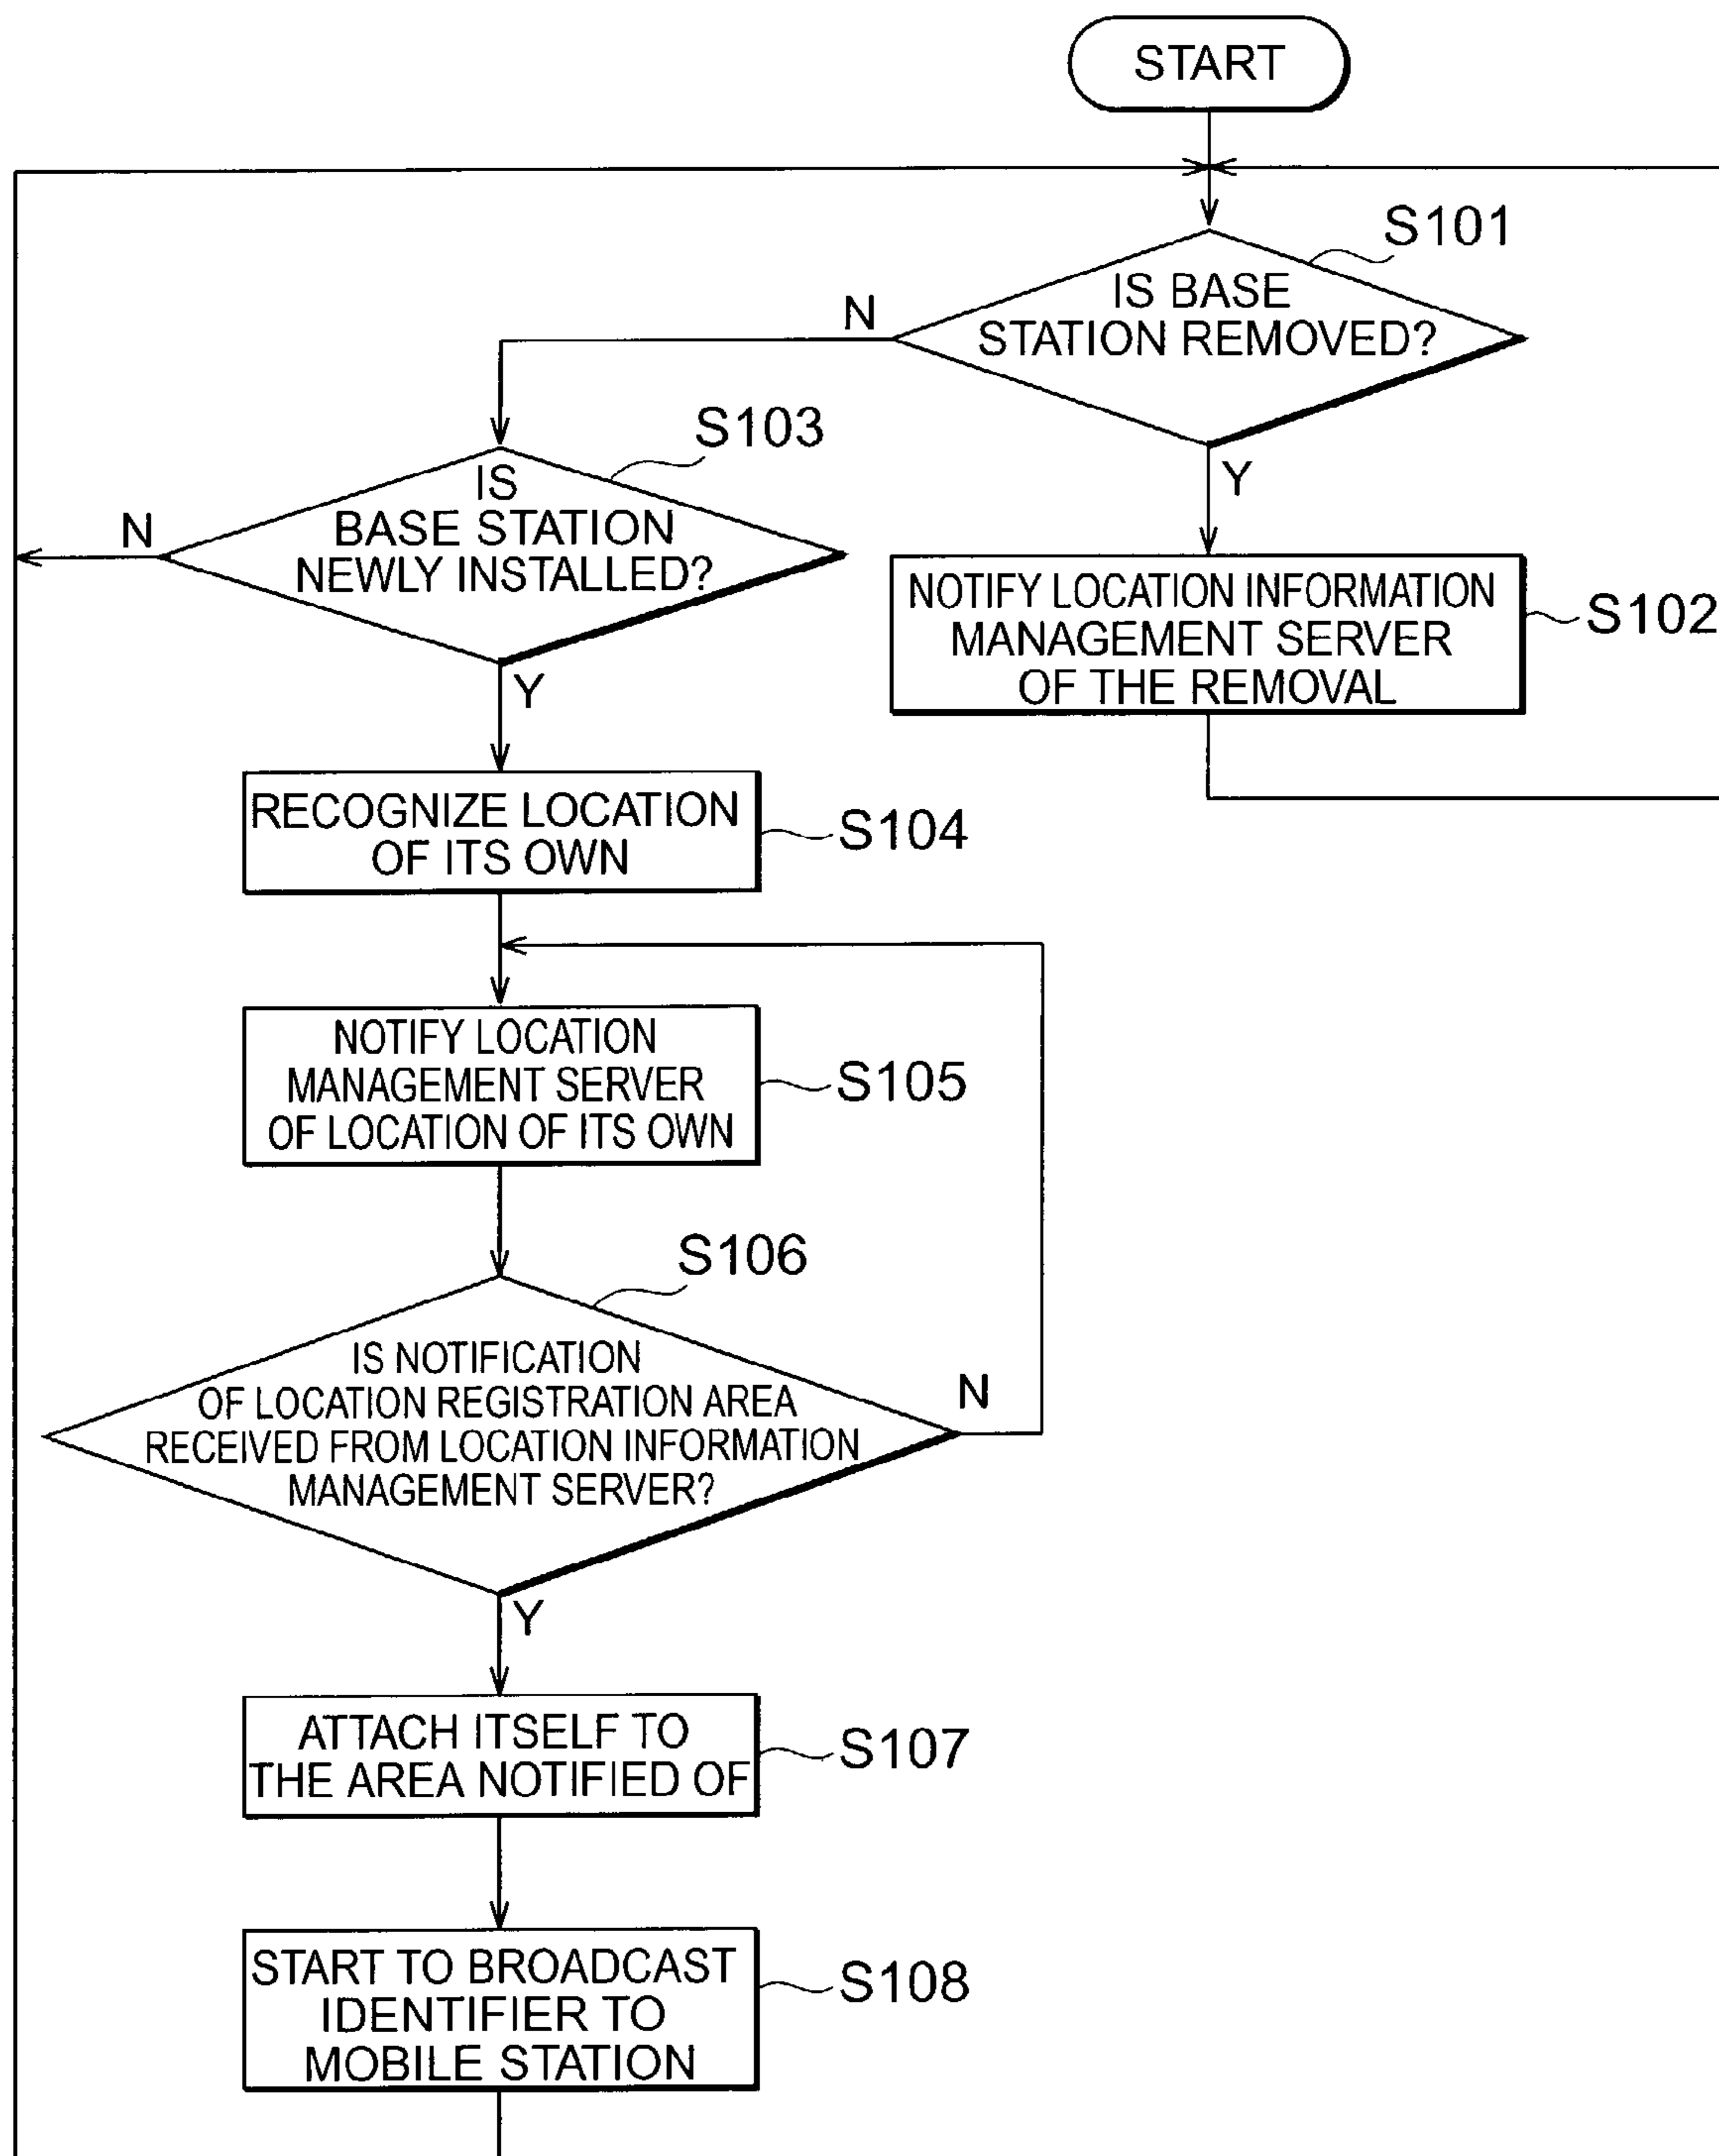 START
S101
IS BASE
STATION REMOVED?
N
Y
S103
IS
BASE STATION
NEWLY INSTALLED?
N
Y
NOTIFY LOCATION INFORMATION
MANAGEMENT SERVER
OF THE REMOVAL
S102
RECOGNIZE LOCATION
OF ITS OWN
S104
NOTIFY LOCATION
MANAGEMENT SERVER
OF LOCATION OF ITS OWN
S105
S106
IS NOTIFICATION
OF LOCATION REGISTRATION AREA
RECEIVED FROM LOCATION INFORMATION
MANAGEMENT SERVER?
N
Y
ATTACH ITSELF TO
THE AREA NOTIFIED OF
S107
START TO BROADCAST
IDENTIFIER TO
MOBILE STATION
S108